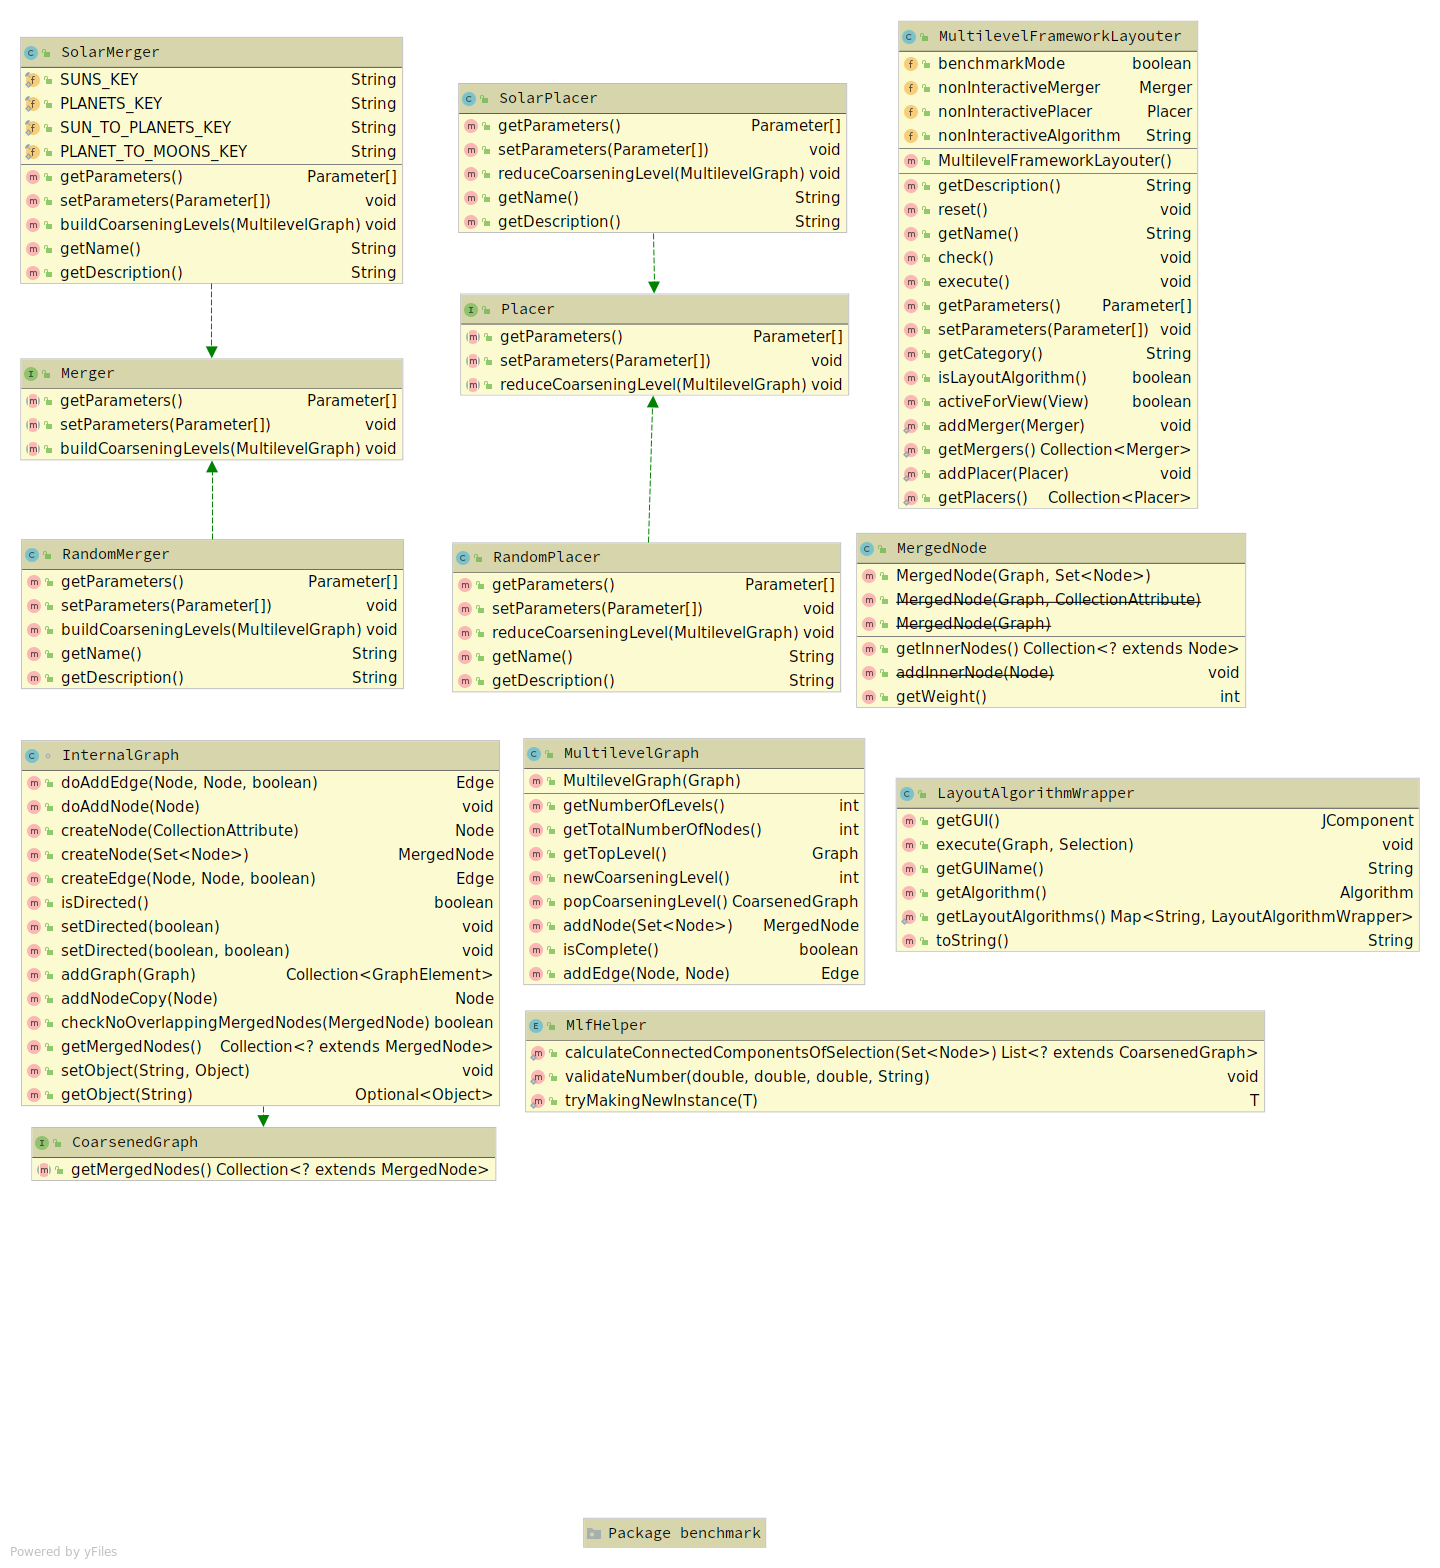 SolarMerger
SUNS_KEY String
PLANETS_KEY String
SUN_TO_PLANETS_KEY String
PLANET_TO_MOONS_KEY String
getParameters() Parameter[]
setParameters(Parameter[]) void
buildCoarseningLevels(MultilevelGraph) void
getName() String
getDescription() String
Merger
getParameters() Parameter[]
setParameters(Parameter[]) void
buildCoarseningLevels(MultilevelGraph) void
RandomMerger
getParameters() Parameter[]
setParameters(Parameter[]) void
buildCoarseningLevels(MultilevelGraph) void
getName() String
getDescription() String
SolarPlacer
getParameters() Parameter[]
setParameters(Parameter[]) void
reduceCoarseningLevel(MultilevelGraph) void
getName() String
getDescription() String
Placer
getParameters() Parameter[]
setParameters(Parameter[]) void
reduceCoarseningLevel(MultilevelGraph) void
RandomPlacer
getParameters() Parameter[]
setParameters(Parameter[]) void
reduceCoarseningLevel(MultilevelGraph) void
getName() String
getDescription() String
MultilevelFrameworkLayouter
benchmarkMode boolean
nonInteractiveMerger Merger
nonInteractivePlacer Placer
nonInteractiveAlgorithm String
MultilevelFrameworkLayouter()
getDescription() String
reset() void
getName() String
check() void
execute() void
getParameters() Parameter[]
setParameters(Parameter[]) void
getCategory() String
isLayoutAlgorithm() boolean
activeForView(View) boolean
addMerger(Merger) void
getMergers() Collection<Merger>
addPlacer(Placer) void
getPlacers() Collection<Placer>
MergedNode
MergedNode(Graph, Set<Node>)
MergedNode(Graph, CollectionAttribute)
MergedNode(Graph)
getInnerNodes() Collection<? extends Node>
addInnerNode(Node) void
getWeight() int
InternalGraph
doAddEdge(Node, Node, boolean) Edge
doAddNode(Node) void
createNode(CollectionAttribute) Node
createNode(Set<Node>) MergedNode
createEdge(Node, Node, boolean) Edge
isDirected() boolean
setDirected(boolean) void
setDirected(boolean, boolean) void
addGraph(Graph) Collection<GraphElement>
addNodeCopy(Node) Node
checkNoOverlappingMergedNodes(MergedNode) boolean
getMergedNodes() Collection<? extends MergedNode>
setObject(String, Object) void
getObject(String) Optional<Object>
CoarsenedGraph
getMergedNodes() Collection<? extends MergedNode>
MultilevelGraph
MultilevelGraph(Graph)
getNumberOfLevels() int
getTotalNumberOfNodes() int
getTopLevel() Graph
newCoarseningLevel() int
popCoarseningLevel() CoarsenedGraph
addNode(Set<Node>) MergedNode
isComplete() boolean
addEdge(Node, Node) Edge
LayoutAlgorithmWrapper
getGUI() JComponent
execute(Graph, Selection) void
getGUIName() String
getAlgorithm() Algorithm
getLayoutAlgorithms() Map<String, LayoutAlgorithmWrapper>
toString() String
MlfHelper
calculateConnectedComponentsOfSelection(Set<Node>) List<? extends CoarsenedGraph>
validateNumber(double, double, double, String) void
tryMakingNewInstance(T) T
Package benchmark
Powered by yFiles